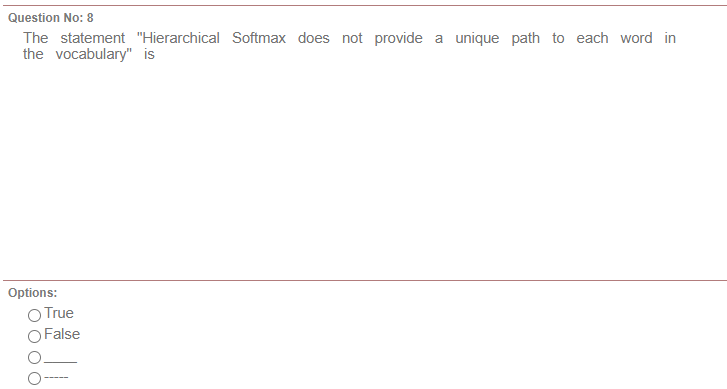 Question No: 8
The statement "Hierarchical Softmax does not provide a unique path to each word in
the vocabulary" is
Options:
True
False
_____
-----